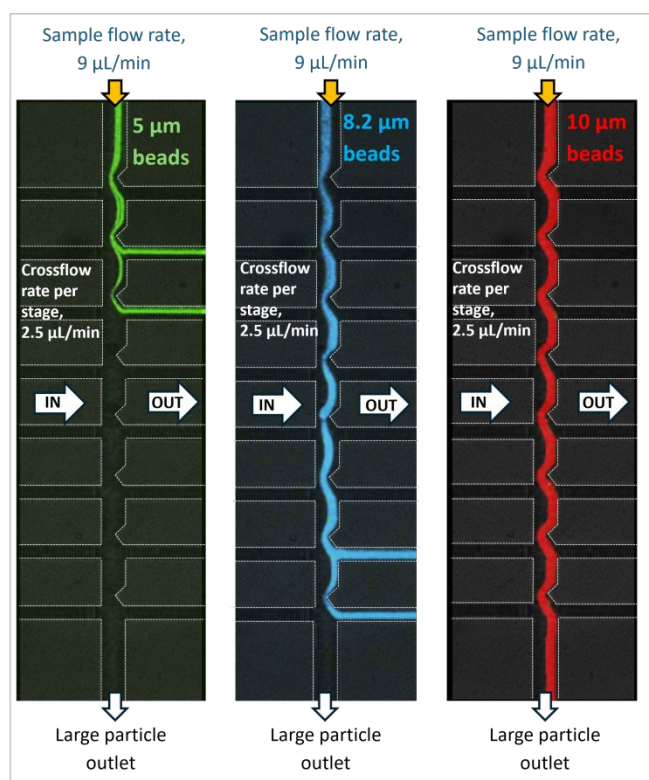 Sample flow rate,
9 µL/min
Sample flow rate,
9 µL/min
Sample flow rate,
9 µL/min
5 µm
beads
8.2 µm
beads
10 µm
beads
Crossflow
rate per
stage,
2.5 µL/min
Crossflow
rate per
stage,
2.5 µL/min
Crossflow
rate per
stage,
2.5 µL/min
IN
OUT
IN
OUT
IN
OUT
Large particle
outlet
Large particle
outlet
Large particle
outlet